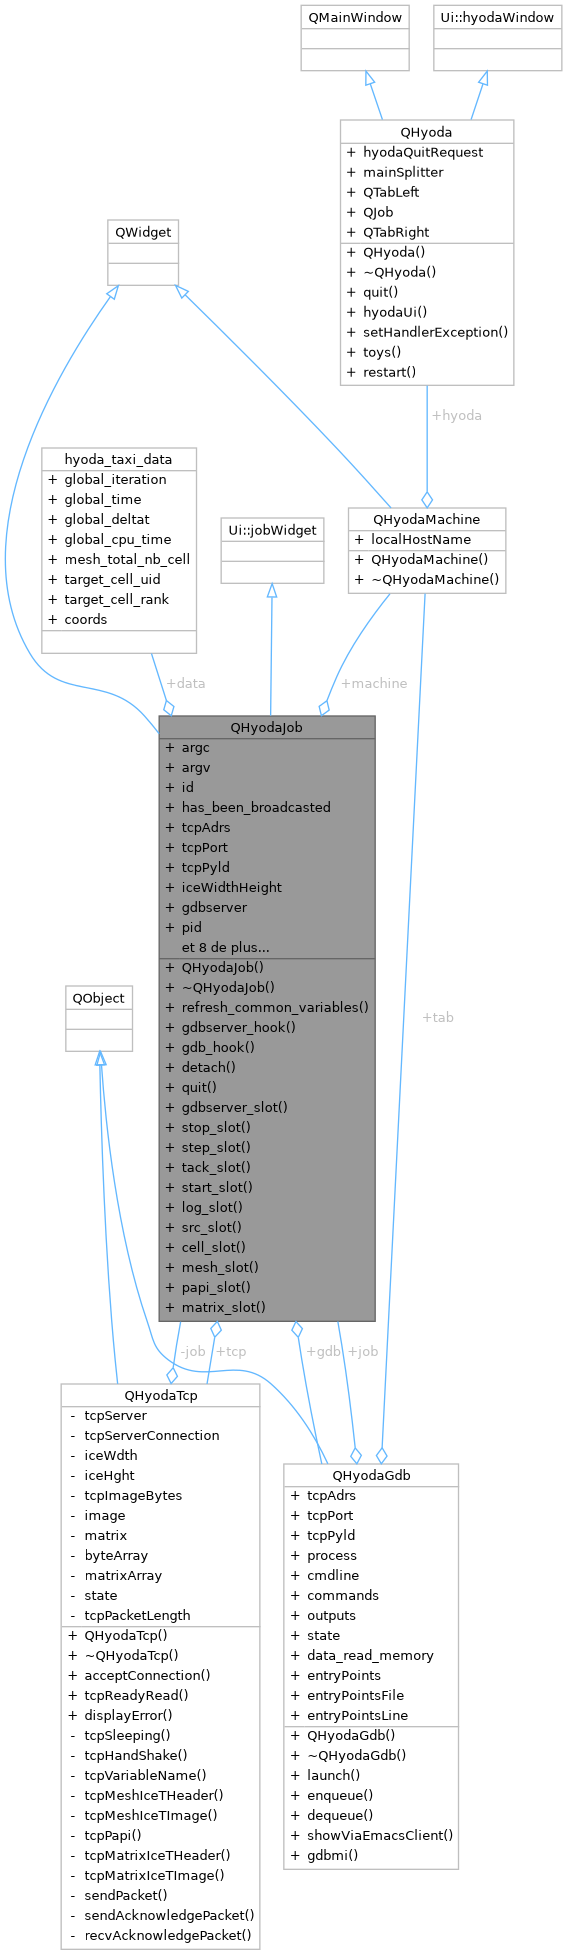 QMainWindow
Ui::hyodaWindow
QHyoda
+ hyodaQuitRequest
+ mainSplitter
+ QTabLeft
+ QJob
+ QTabRight
+ QHyoda()
+ ~QHyoda()
+ quit()
+ hyodaUi()
+ setHandlerException()
+ toys()
+ restart()
QWidget
+hyoda
hyoda_taxi_data
+ global_iteration
+ global_time
+ global_deltat
+ global_cpu_time
+ mesh_total_nb_cell
+ target_cell_uid
+ target_cell_rank
+ coords
Ui::jobWidget
QHyodaMachine
+ localHostName
+ QHyodaMachine()
+ ~QHyodaMachine()
+data
+machine
QHyodaJob
+ argc
+ argv
+ id
+ has_been_broadcasted
+ tcpAdrs
+ tcpPort
+ tcpPyld
+ iceWidthHeight
+ gdbserver
+ pid
et 8 de plus...
+ QHyodaJob()
+ ~QHyodaJob()
+ refresh_common_variables()
+ gdbserver_hook()
+ gdb_hook()
+ detach()
+ quit()
+ gdbserver_slot()
+ stop_slot()
+ step_slot()
+ tack_slot()
+ start_slot()
+ log_slot()
+ src_slot()
+ cell_slot()
+ mesh_slot()
+ papi_slot()
+ matrix_slot()
QObject
+tab
-job
+tcp
+gdb
+job
QHyodaTcp
- tcpServer
- tcpServerConnection
- iceWdth
- iceHght
- tcpImageBytes
- image
- matrix
- byteArray
- matrixArray
- state
- tcpPacketLength
+ QHyodaTcp()
+ ~QHyodaTcp()
+ acceptConnection()
+ tcpReadyRead()
+ displayError()
- tcpSleeping()
- tcpHandShake()
- tcpVariableName()
- tcpMeshIceTHeader()
- tcpMeshIceTImage()
- tcpPapi()
- tcpMatrixIceTHeader()
- tcpMatrixIceTImage()
- sendPacket()
- sendAcknowledgePacket()
- recvAcknowledgePacket()
QHyodaGdb
+ tcpAdrs
+ tcpPort
+ tcpPyld
+ process
+ cmdline
+ commands
+ outputs
+ state
+ data_read_memory
+ entryPoints
+ entryPointsFile
+ entryPointsLine
+ QHyodaGdb()
+ ~QHyodaGdb()
+ launch()
+ enqueue()
+ dequeue()
+ showViaEmacsClient()
+ gdbmi()